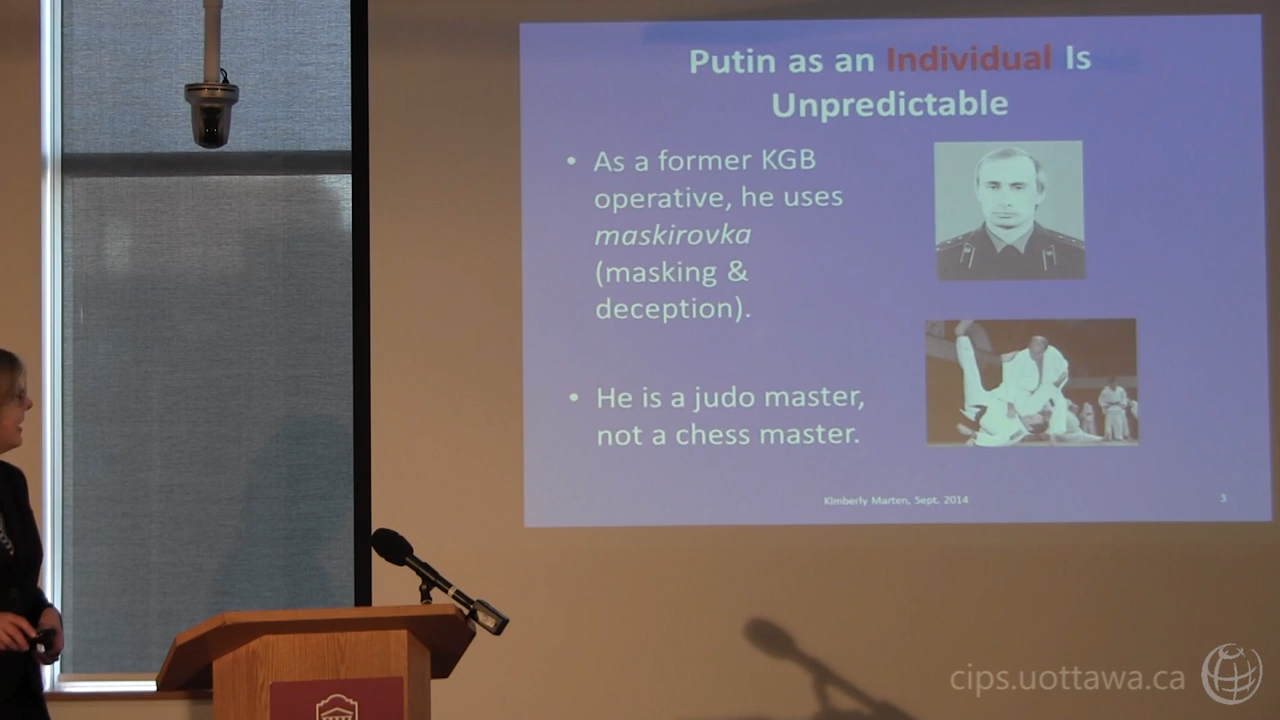 Putin as an Individual Is
Unpredictable
• As a former KGB
operative, he uses
maskirovka
(masking &
deception).
• He is a judo master,
not a chess master.
Kimberly Marten, Sept. 2014
3
cips.uottawa.ca